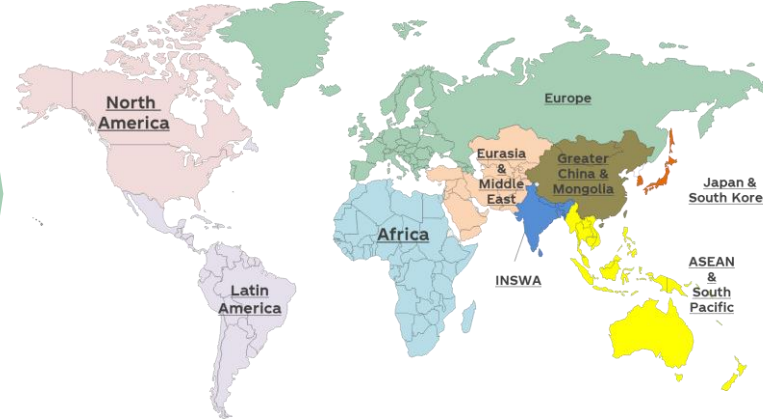 North
America
Europe
Eurasia
&
Middle
East
Greater
China &
Mongolia
Japan &
South Kore
Africa
INSWA
ASEAN
&
South
Pacific
Latin
America